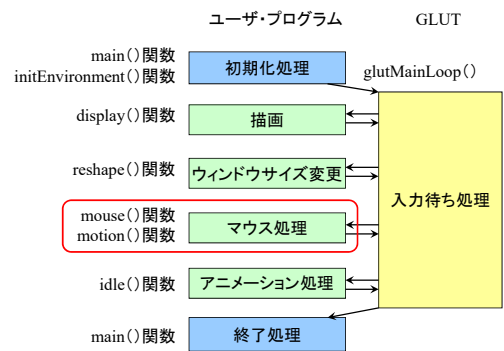 ユーザ・プログラム GLUT
main()関数
initEnvironment()関数
初期化処理
glutMainLoop()
display()関数
描画
reshape()関数
ウィンドウサイズ変更
入力待ち処理
mouse()関数
motion()関数
マウス処理
idle()関数
アニメーション処理
main()関数
終了処理